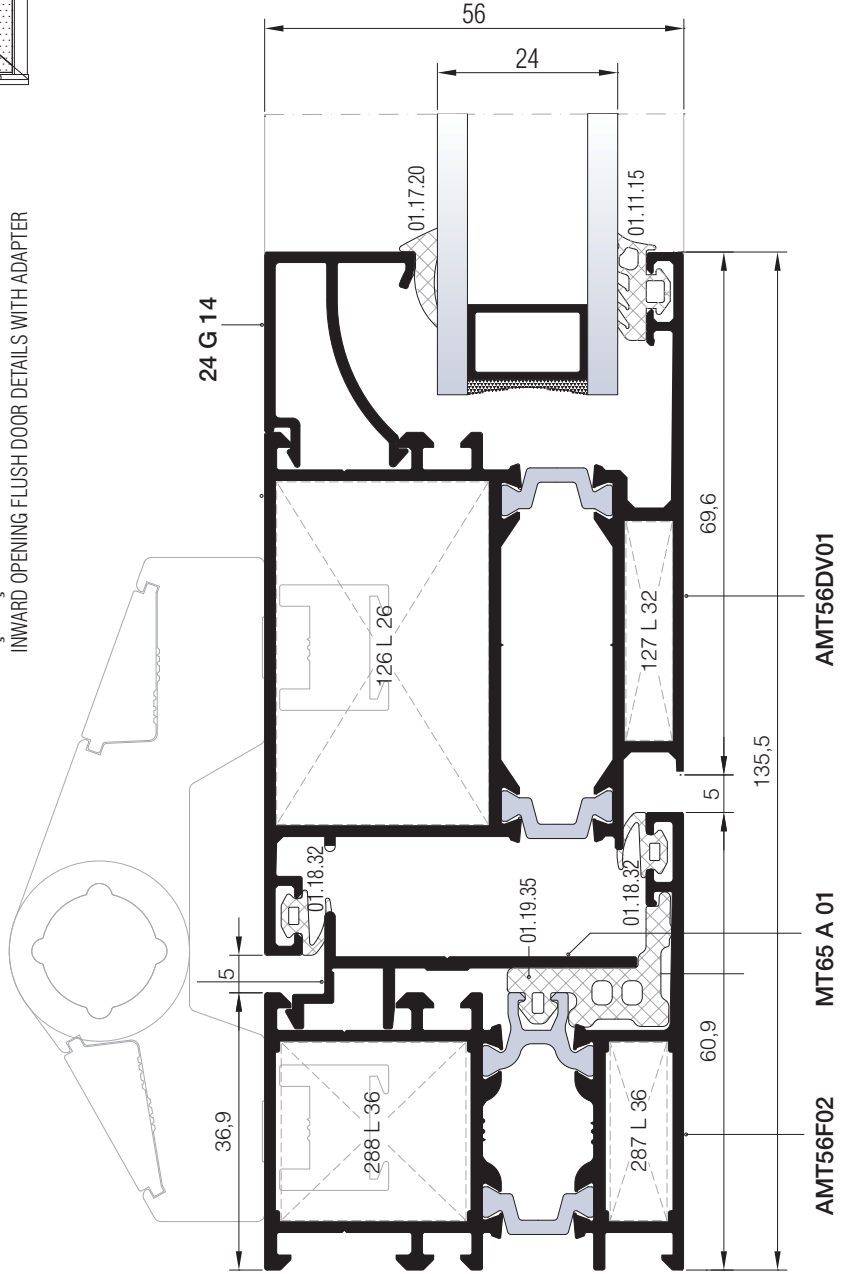 56
24
INWARD OPENING FLUSH DOOR DETAILS WITH ADAPTER
01.17.20
01.11.15
24 G 14
126 L 26
127 L 32
69,6
AMT56DV01
135,5
5
01.18.32
01.18.32
01.19.35
5
MT65 A 01
60,9
36,9
288 L 36
287 L 36
AMT56F02